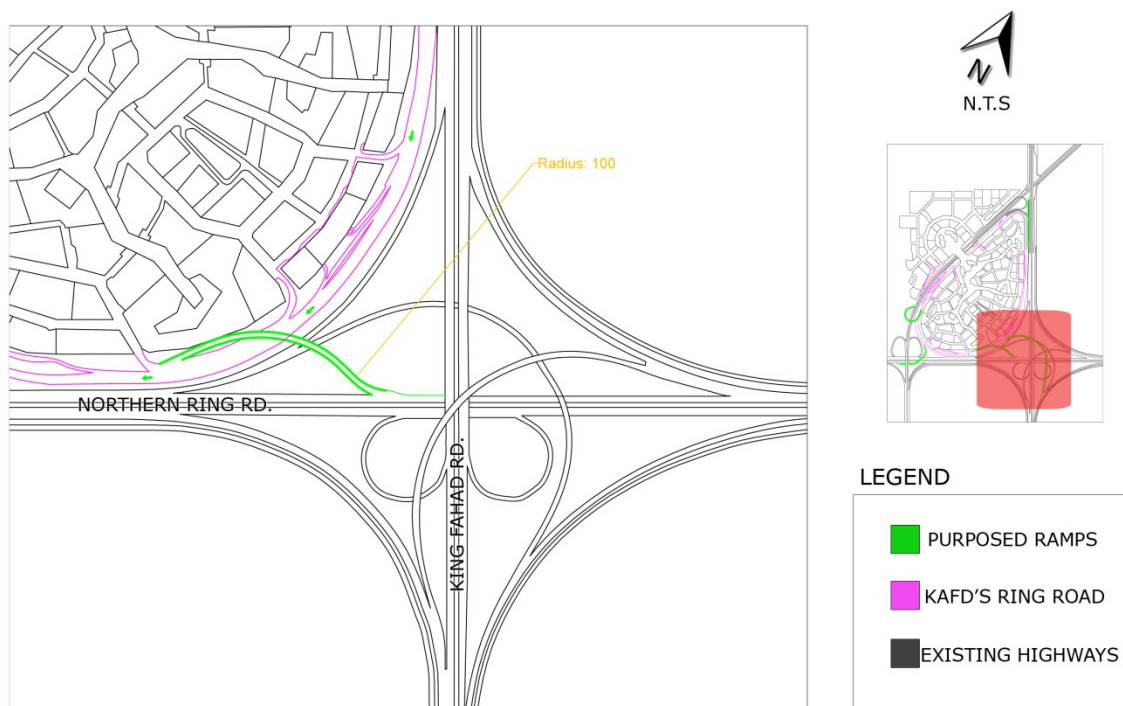 Radius: 100
NORTHERN RING RD.
KING FAHAD RD.
N
N.T.S
LEGEND
PURPOSED RAMPS
KAFD'S RING ROAD
EXISTING HIGHWAYS